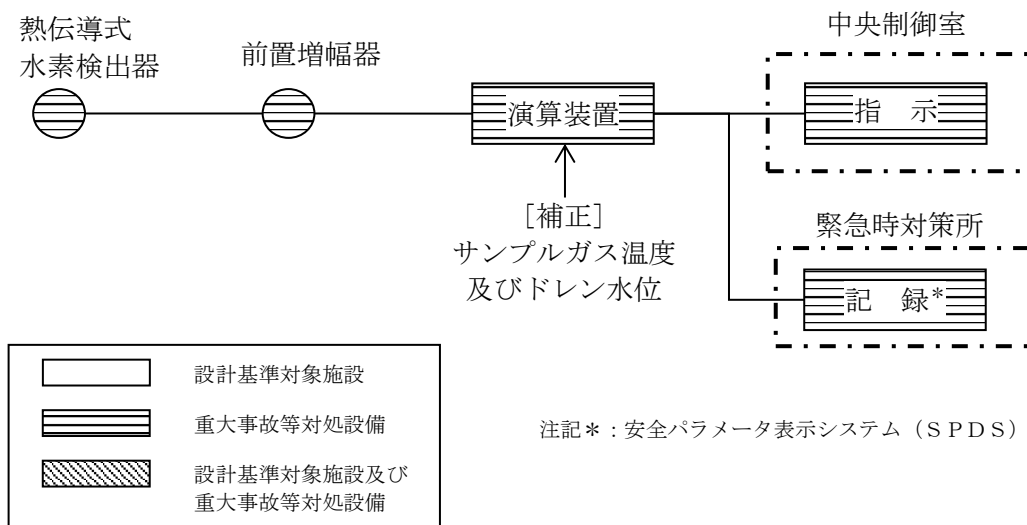 熱伝導式
水素検出器
前置増幅器
演算装置
中央制御室
指　示
［補正］
サンプルガス温度
及びドレン水位
緊急時対策所
記　録*
設計基準対象施設
重大事故等対処設備
設計基準対象施設及び
重大事故等対処設備
注記＊：安全パラメータ表示システム（ＳＰＤＳ）